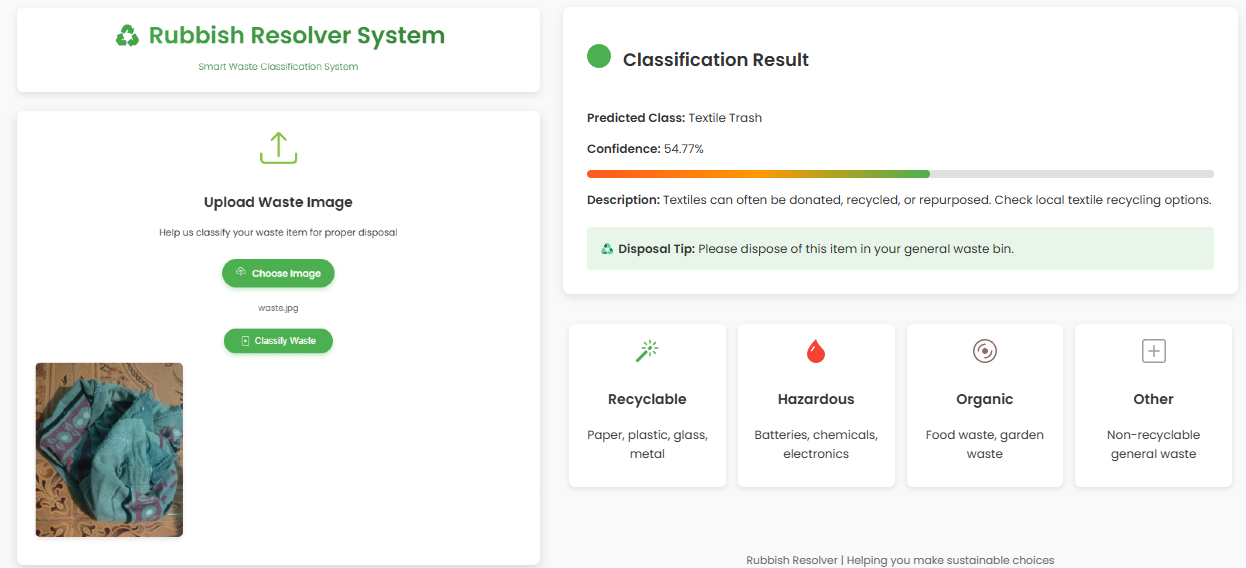 Rubbish Resolver System
Smart Waste Classification System
Upload Waste Image
Help us classify your waste item for proper disposal
Choose Image
waste.jpg
Classify Waste
Classification Result
Predicted Class: Textile Trash
Confidence: 54.77%
Description: Textiles can often be donated, recycled, or repurposed. Check local textile recycling options.
Disposal Tip: Please dispose of this item in your general waste bin.
Recyclable
Paper, plastic, glass,
metal
Hazardous
Batteries, chemicals,
electronics
Organic
Food waste, garden
waste
Other
Non-recyclable
general waste
Rubbish Resolver | Helping you make sustainable choices